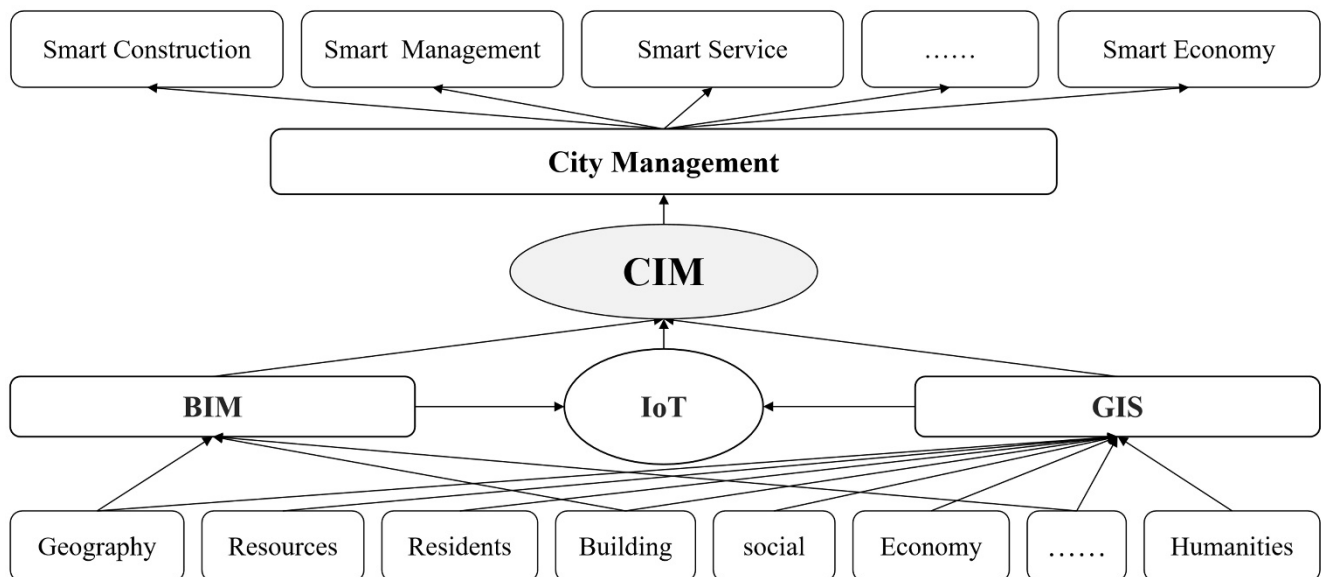 Smart Construction
Smart Management
Smart Service
……
Smart Economy
City Management
CIM
BIM
IoT
GIS
Geography
Resources
Residents
Building
social
Economy
……
Humanities